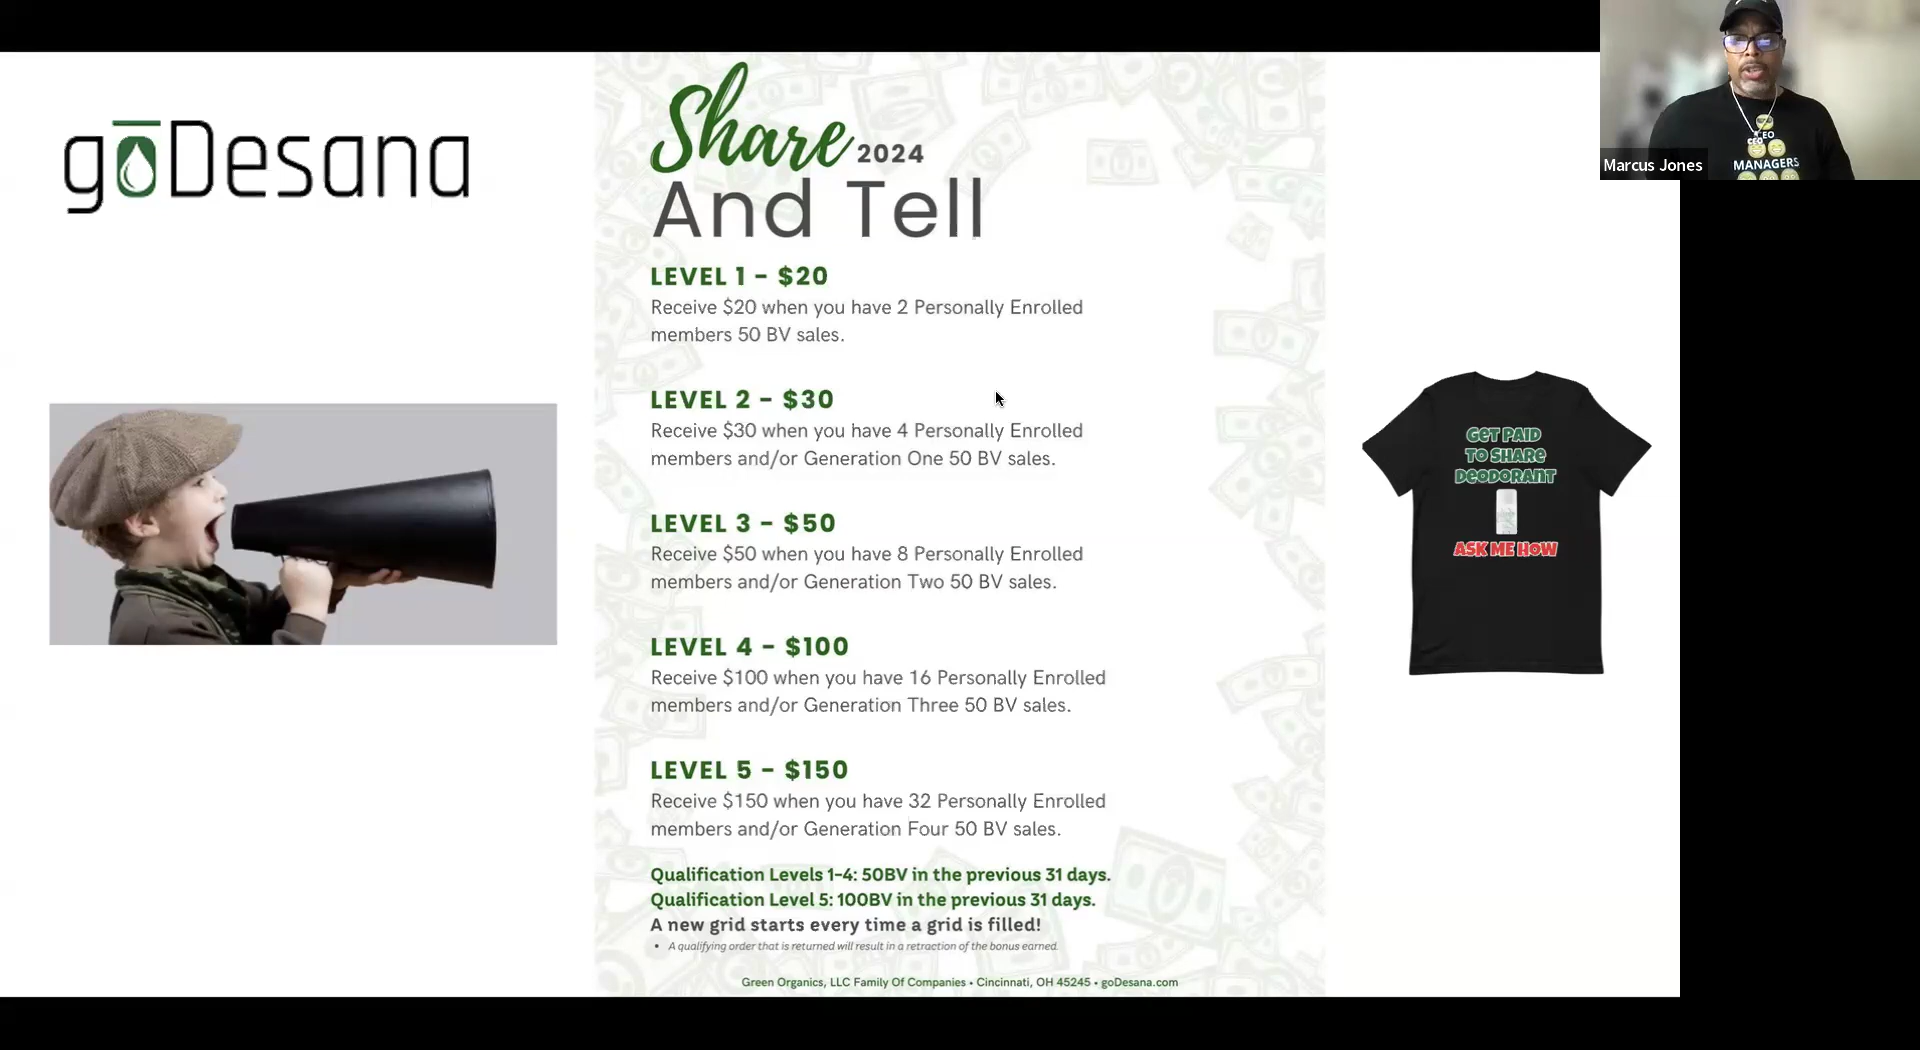 gōDesana
Share 2024
And Tell
LEVEL 1 – $20
Receive $20 when you have 2 Personally Enrolled
members 50 BV sales.
LEVEL 2 – $30
Receive $30 when you have 4 Personally Enrolled
members and/or Generation One 50 BV sales.
LEVEL 3 – $50
Receive $50 when you have 8 Personally Enrolled
members and/or Generation Two 50 BV sales.
LEVEL 4 – $100
Receive $100 when you have 16 Personally Enrolled
members and/or Generation Three 50 BV sales.
LEVEL 5 – $150
Receive $150 when you have 32 Personally Enrolled
members and/or Generation Four 50 BV sales.
Qualification Levels 1-4: 50BV in the previous 31 days.
Qualification Level 5: 100BV in the previous 31 days.
A new grid starts every time a grid is filled!
• A qualifying order that is returned will result in a retraction of the bonus earned.
Green Organics, LLC Family Of Companies • Cincinnati, OH 45245 • goDesana.com
GET PAID
TO SHARE
DEODORANT
ASK ME HOW
CEO
MANAGERS
Marcus Jones